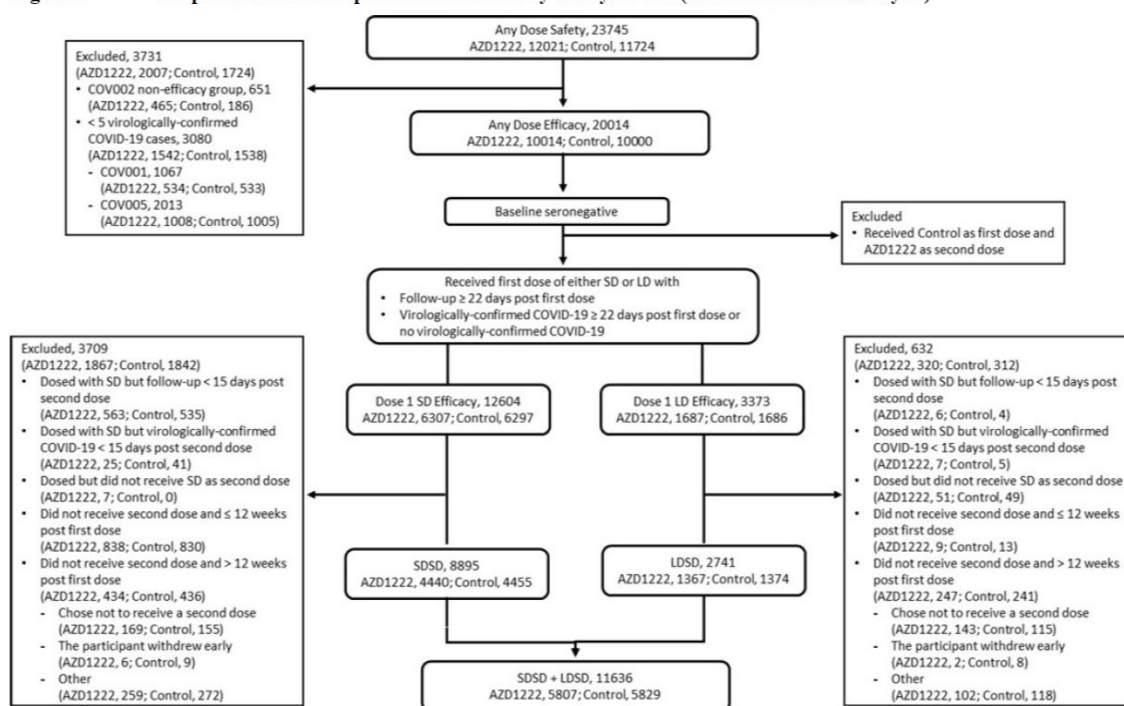 Any Dose Safety, 23745
AZD1222, 12021; Control, 11724
Excluded, 3731
(AZD1222, 2007; Control, 1724)
• COV002 non-efficacy group, 651
(AZD1222, 465; Control, 186)
• < 5 virologically-confirmed
COVID-19 cases, 3080
(AZD1222, 1542; Control, 1538)
- COV001, 1067
(AZD1222, 534; Control, 533)
- COV005, 2013
(AZD1222, 1008; Control, 1005)
Any Dose Efficacy, 20014
AZD1222, 10014; Control, 10000
Baseline seronegative
Excluded
• Received Control as first dose and
AZD1222 as second dose
Received first dose of either SD or LD with
• Follow-up ≥ 22 days post first dose
• Virologically-confirmed COVID-19 ≥ 22 days post first dose or
no virologically-confirmed COVID-19
Excluded, 3709
(AZD1222, 1867; Control, 1842)
• Dosed with SD but follow-up < 15 days post
second dose
(AZD1222, 563; Control, 535)
• Dosed with SD but virologically-confirmed
COVID-19 < 15 days post second dose
(AZD1222, 25; Control, 41)
• Dosed but did not receive SD as second dose
(AZD1222, 7; Control, 0)
• Did not receive second dose and ≤ 12 weeks
post first dose
(AZD1222, 838; Control, 830)
• Did not receive second dose and > 12 weeks
post first dose
(AZD1222, 434; Control, 436)
- Chose not to receive a second dose
(AZD1222, 169; Control, 155)
- The participant withdrew early
(AZD1222, 6; Control, 9)
- Other
(AZD1222, 259; Control, 272)
Dose 1 SD Efficacy, 12604
AZD1222, 6307; Control, 6297
Dose 1 LD Efficacy, 3373
AZD1222, 1687; Control, 1686
Excluded, 632
(AZD1222, 320; Control, 312)
• Dosed with SD but follow-up < 15 days post
second dose
(AZD1222, 6; Control, 4)
• Dosed with SD but virologically-confirmed
COVID-19 < 15 days post second dose
(AZD1222, 7; Control, 5)
• Dosed but did not receive SD as second dose
(AZD1222, 51; Control, 49)
• Did not receive second dose and ≤ 12 weeks
post first dose
(AZD1222, 9; Control, 13)
• Did not receive second dose and > 12 weeks
post first dose
(AZD1222, 247; Control, 241)
- Chose not to receive a second dose
(AZD1222, 143; Control, 115)
- The participant withdrew early
(AZD1222, 2; Control, 8)
- Other
(AZD1222, 102; Control, 118)
SDSD, 8895
AZD1222, 4440; Control, 4455
LDSD, 2741
AZD1222, 1367; Control, 1374
SDSD + LDSD, 11636
AZD1222, 5807; Control, 5829